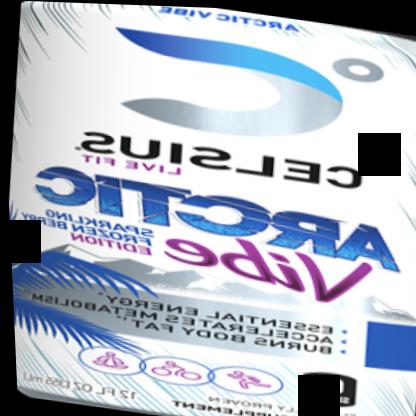 ARCTIC VIBE
CELSIUS®
LIVE FIT
ARCTIC
Vibe
SPARKLING
FROZEN BERRY
EDITION
• ESSENTIAL ENERGY
• ACCELERATES METABOLISM
• BURNS BODY FAT
12 FL OZ (355 mL)